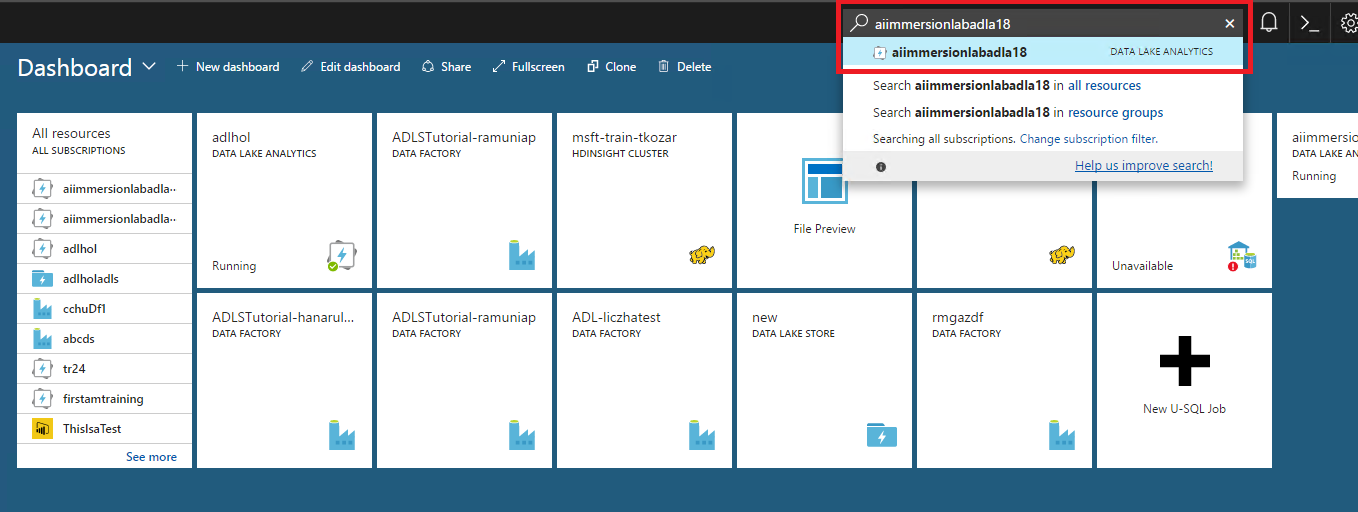 aiimmersionlabadla18
aiimmersionlabadla18 DATA LAKE ANALYTICS
Search aiimmersionlabadla18 in all resources
Search aiimmersionlabadla18 in resource groups
Searching all subscriptions. Change subscription filter.
Help us improve search!
Dashboard
New dashboard
Edit dashboard
Share
Fullscreen
Clone
Delete
All resources
ALL SUBSCRIPTIONS
aiimmersionlabadla··
aiimmersionlabadla··
adlhol
adlholadls
cchuDf1
abcds
tr24
firstamtraining
ThisIsaTest
See more
adlhol
DATA LAKE ANALYTICS
Running
ADLSTutorial-ramuniap
DATA FACTORY
msft-train-tkozar
HDINSIGHT CLUSTER
File Preview
Unavailable
aiimmersio
DATA LAKE AN
Running
ADLSTutorial-hanarul...
DATA FACTORY
ADLSTutorial-ramuniap
DATA FACTORY
ADL-liczhatest
DATA FACTORY
new
DATA LAKE STORE
rmgazdf
DATA FACTORY
New U-SQL Job